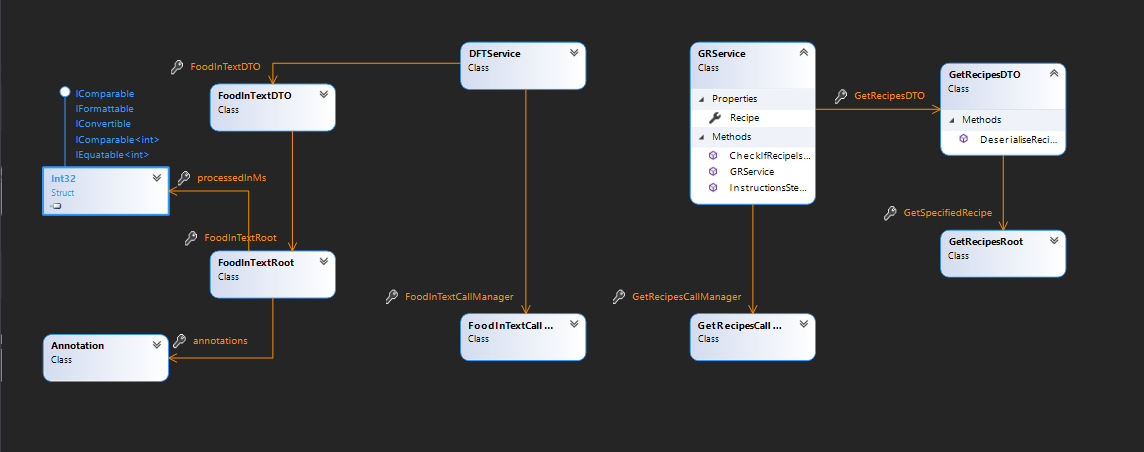 DFTService
Class
GRService
Class
Properties
Recipe
Methods
CheckIfRecipeIs...
GRService
InstructionsSte...
GetRecipesDTO
GetRecipesDTO
Class
Methods
DeserialiseReci...
FoodInTextDTO
FoodInTextDTO
Class
IComparable
IFormattable
IConvertible
IComparable<int>
IEquatable<int>
Int32
Struct
processedInMs
FoodInTextRoot
FoodInTextRoot
Class
GetSpecifiedRecipe
GetRecipesRoot
Class
FoodInTextCallManager
FoodInTextCall ...
Class
GetRecipesCallManager
GetRecipesCall ...
Class
annotations
Annotation
Class